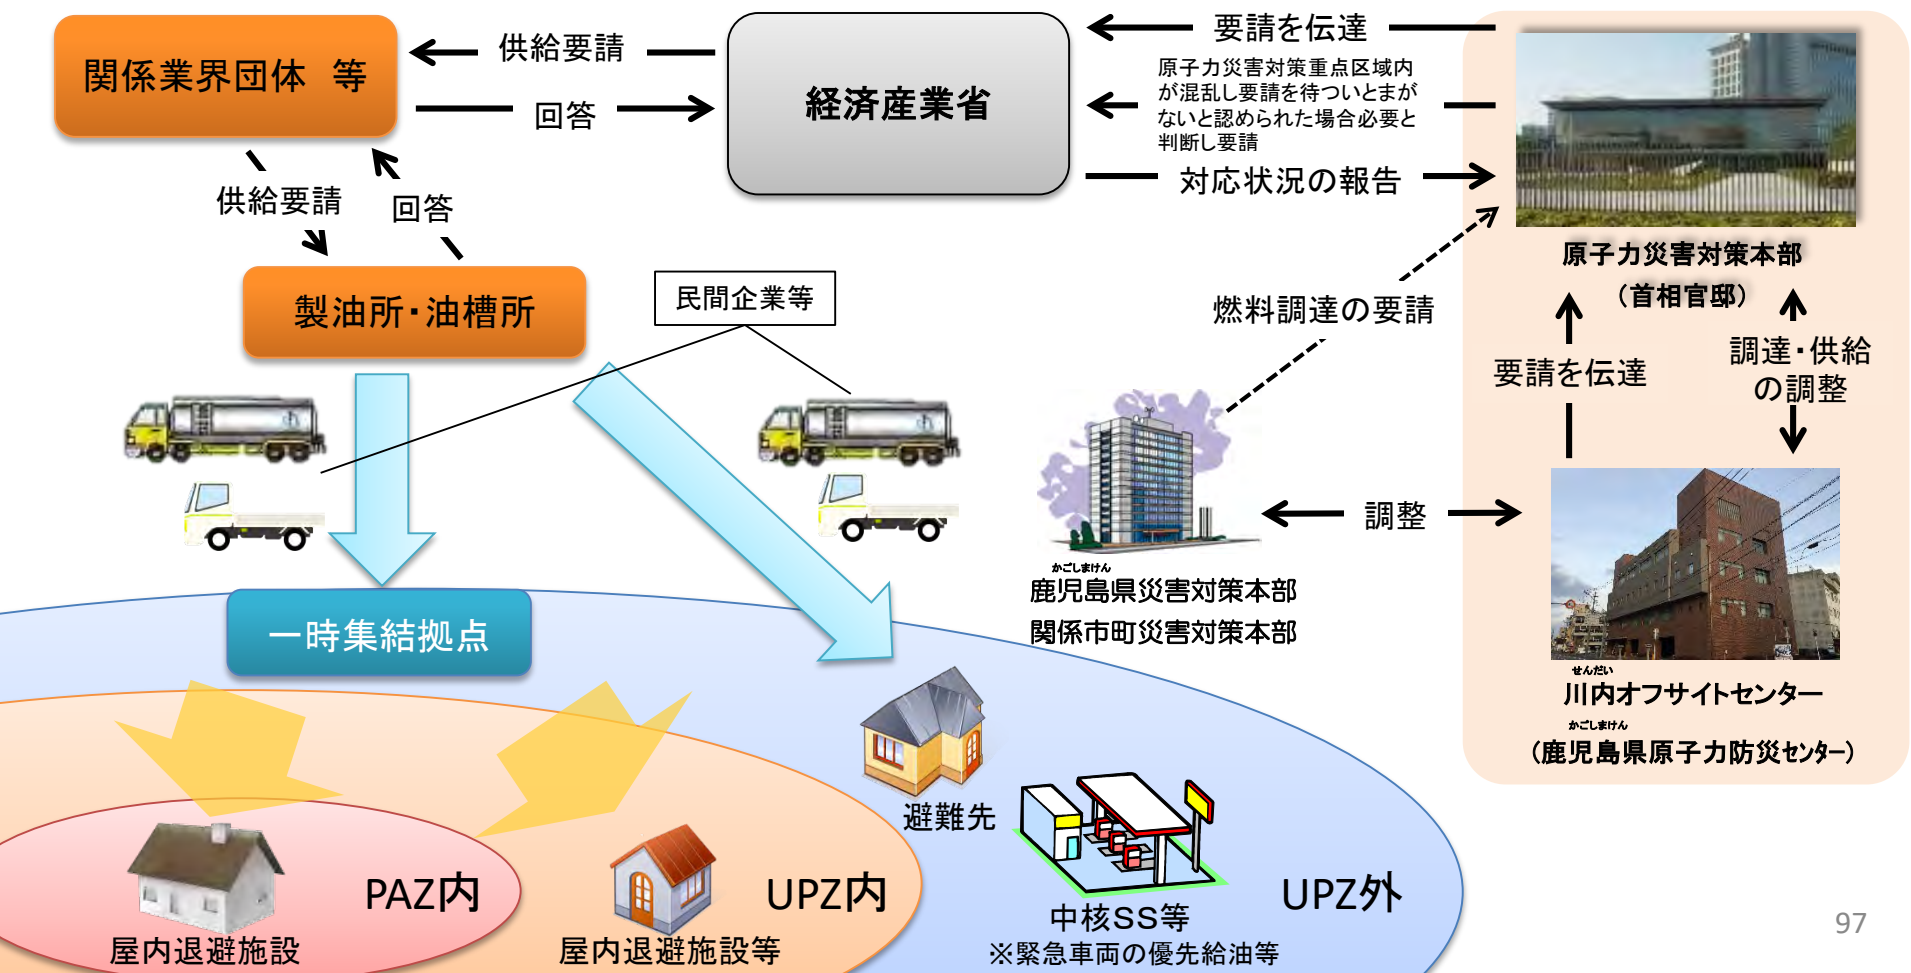 関係業界団体　等
供給要請
回答
経済産業省
要請を伝達
原子力災害対策重点区域内
が混乱し要請を待ついとまが
ないと認められた場合必要と
判断し要請
対応状況の報告
原子力災害対策本部
（首相官邸）
供給要請
回答
製油所・油槽所
民間企業等
燃料調達の要請
要請を伝達
調達・供給
の調整
調整
かごしまけん
鹿児島県災害対策本部
関係市町災害対策本部
せんだい
川内オフサイトセンター
かごしまけん
（鹿児島県原子力防災センター）
一時集結拠点
避難先
PAZ内
屋内退避施設
UPZ内
屋内退避施設等
UPZ外
中核SS等
※緊急車両の優先給油等
97